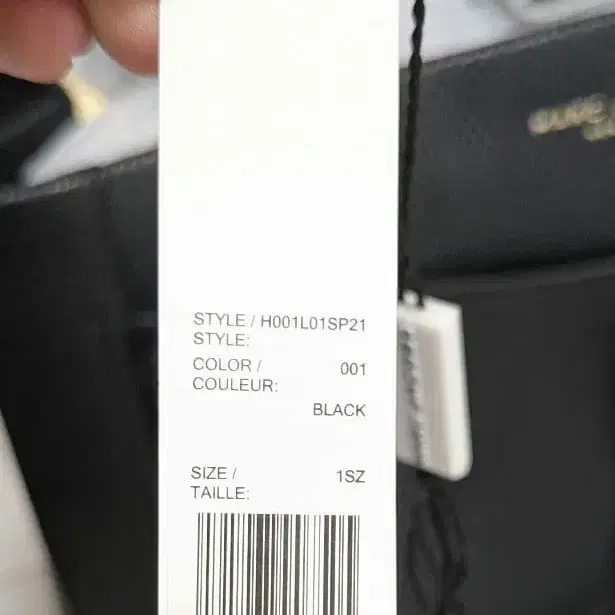 STYLE / H001L01SP21
STYLE:
COLOR / 001
COULEUR:
BLACK
SIZE / 1SZ
TAILLE: